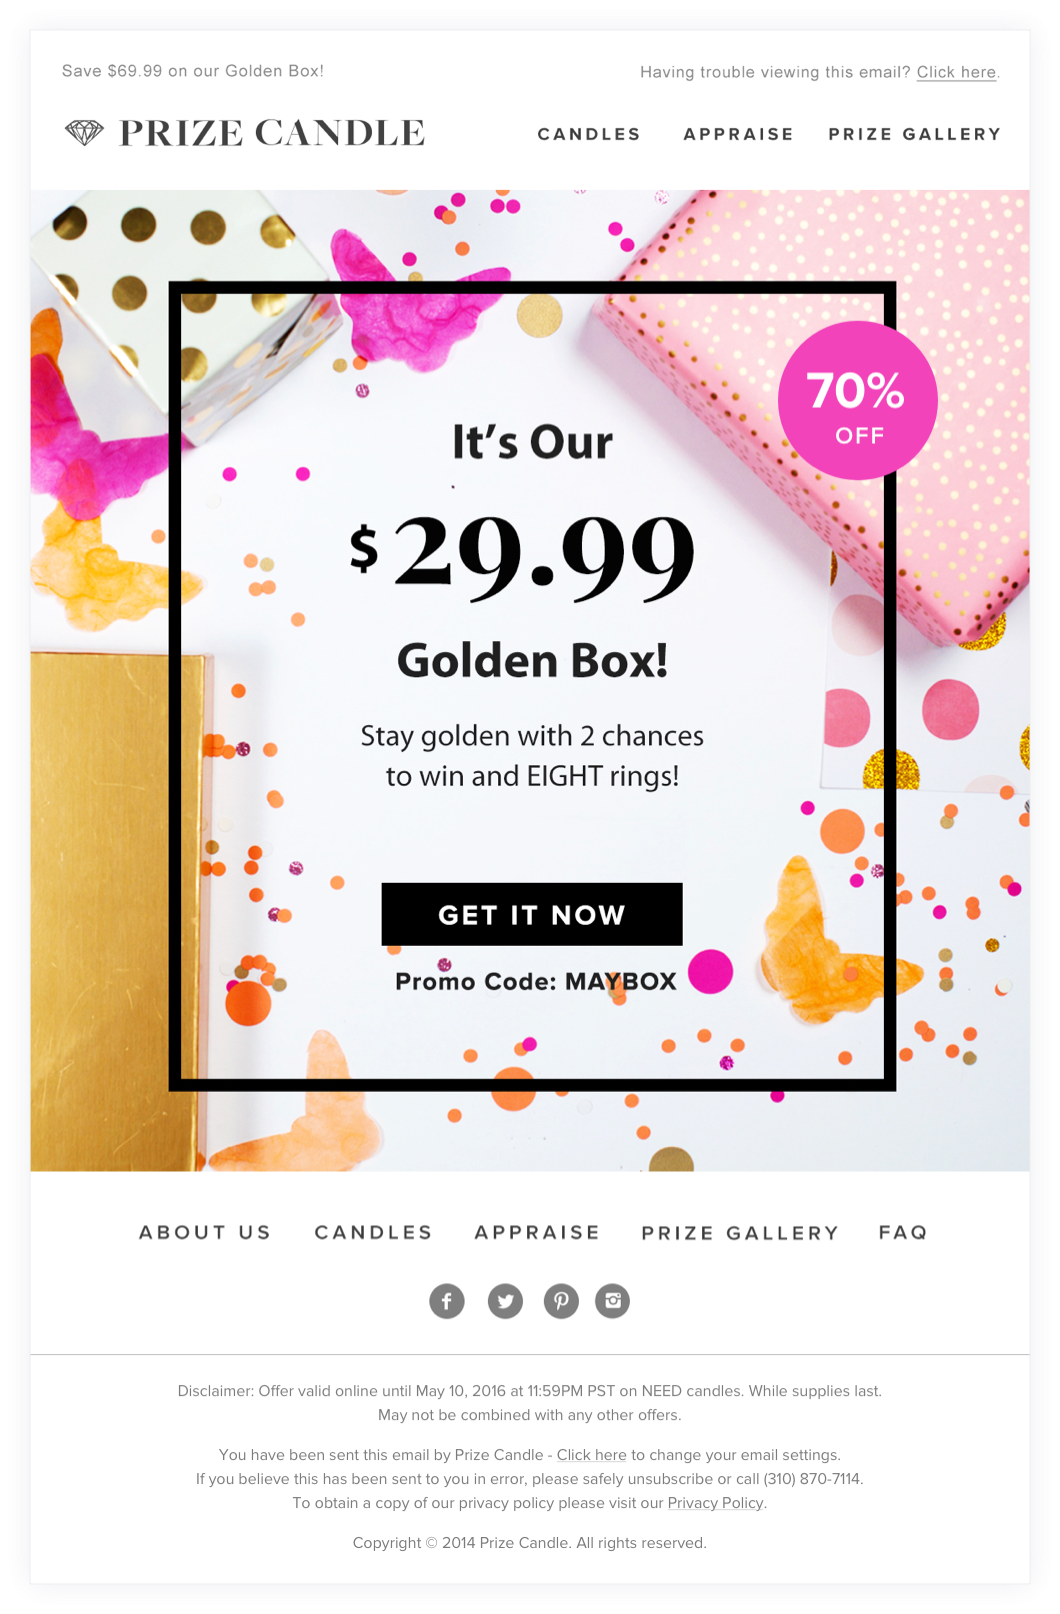 Save $69.99 on our Golden Box!
Having trouble viewing this email? Click here.
PRIZE CANDLE
CANDLES APPRAISE PRIZE GALLERY
70%
OFF
It's Our
$29.99
Golden Box!
Stay golden with 2 chances
to win and EIGHT rings!
GET IT NOW
Promo Code: MAYBOX
ABOUT US CANDLES APPRAISE PRIZE GALLERY FAQ
Disclaimer: Offer valid online until May 10, 2016 at 11:59PM PST on NEED candles. While supplies last.
May not be combined with any other offers.
You have been sent this email by Prize Candle - Click here to change your email settings.
If you believe this has been sent to you in error, please safely unsubscribe or call (310) 870-7114.
To obtain a copy of our privacy policy please visit our Privacy Policy.
Copyright © 2014 Prize Candle. All rights reserved.